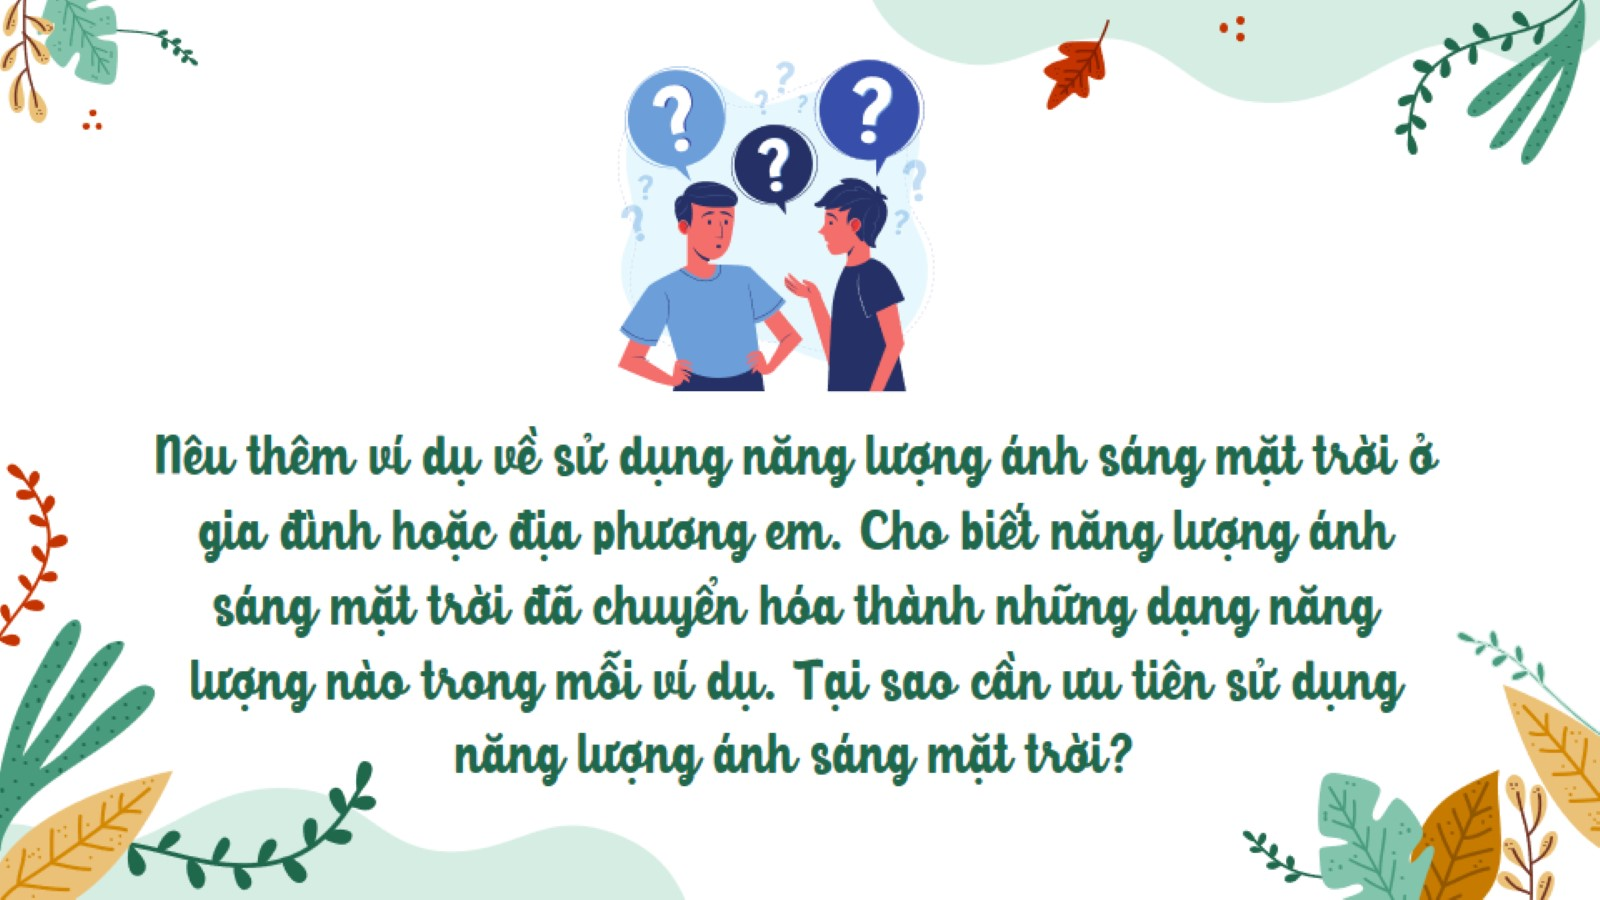 Nêu thêm ví dụ về sử dụng năng lượng ánh sáng mặt trời ở
gia đình hoặc địa phương em. Cho biết năng lượng ánh
sáng mặt trời đã chuyển hóa thành những dạng năng
lượng nào trong mỗi ví dụ. Tại sao cần ưu tiên sử dụng
năng lượng ánh sáng mặt trời?